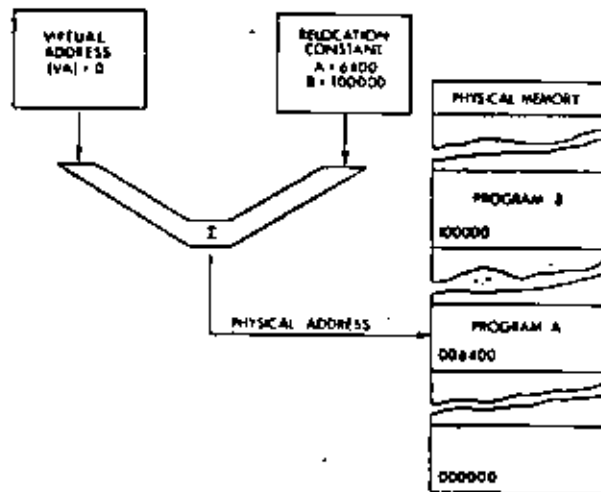 VIRTUAL
ADDRESS
(VA) = 0
RELOCATION
CONSTANT
A = 6400
B = 100000
PHYSICAL MEMORY
PROGRAM B
100000
Σ
PHYSICAL ADDRESS
PROGRAM A
006400
000000